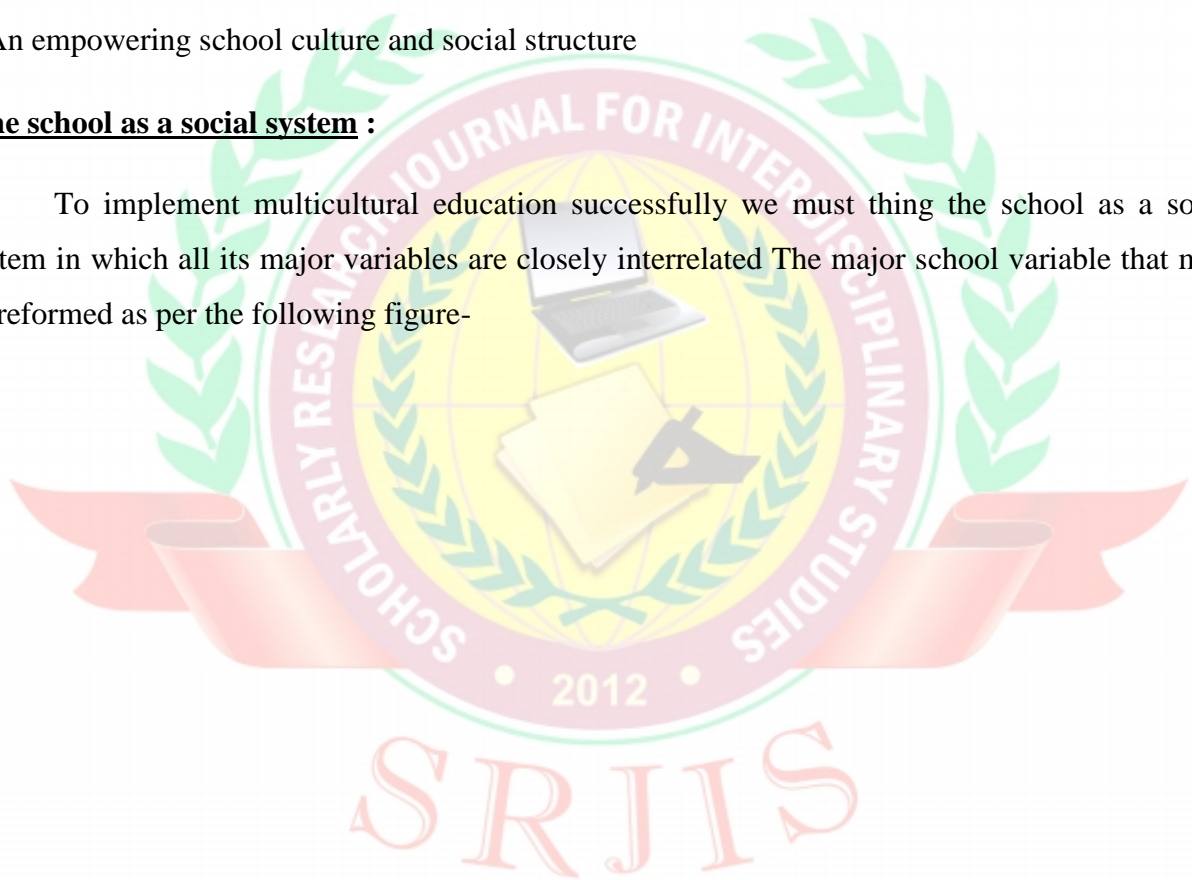 An empowering school culture and social structure
he school as a social system :
To implement multicultural education successfully we must thing the school as a so
tem in which all its major variables are closely interrelated The major school variable that m
reformed as per the following figure-
SCHOLARLY RESEARCH JOURNAL FOR INTERDISCIPLINARY STUDIES
2012
SRJIS